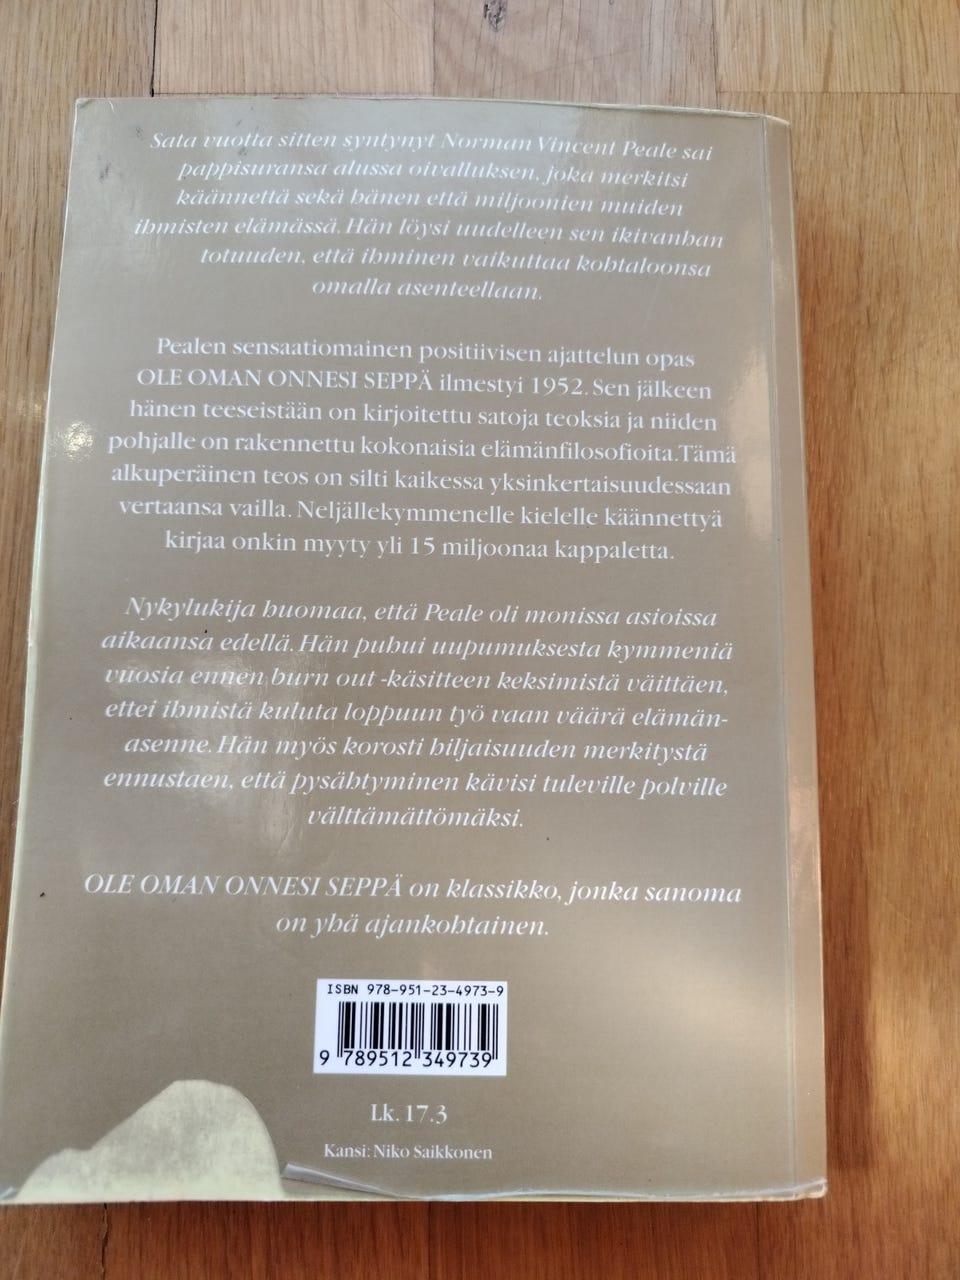 Sata vuotta sitten syntynyt Norman Vincent Peale sai
pappisuransa alussa oivalluksen, joka merkitsi
käännettä sekä hänen että miljoonien muiden
ihmisten elämässä. Hän löysi uudelleen sen ikivanhan
totuuden, että ihminen vaikuttaa kohtaloonsa
omalla asenteellaan.
Pealen sensaatiomainen positiivisen ajattelun opas
OLE OMAN ONNESI SEPPÄ ilmestyi 1952. Sen jälkeen
hänen teeseistään on kirjoitettu satoja teoksia ja niiden
pohjalle on rakennettu kokonaisia elämänfilosofioita. Tämä
alkuperäinen teos on silti kaikessa yksinkertaisuudessaan
vertaansa vailla. Neljällekymmenelle kielelle käännettyä
kirjaa onkin myyty yli 15 miljoonaa kappaletta.
Nykylukija huomaa, että Peale oli monissa asioissa
aikaansa edellä. Hän puhui uupumuksesta kymmeniä
vuosia ennen burn out -käsitteen keksimistä väittäen,
ettei ihmistä kuluta loppuun työ vaan väärä elämän-
asenne. Hän myös korosti hiljaisuuden merkitystä
ennustaen, että pysähtyminen kävisi tuleville polville
välttämättömäksi.
OLE OMAN ONNESI SEPPÄ on klassikko, jonka sanoma
on yhä ajankohtainen.
ISBN 978-951-23-4973-9
9 789512 349739
Lk. 17.3
Kansi: Niko Saikkonen